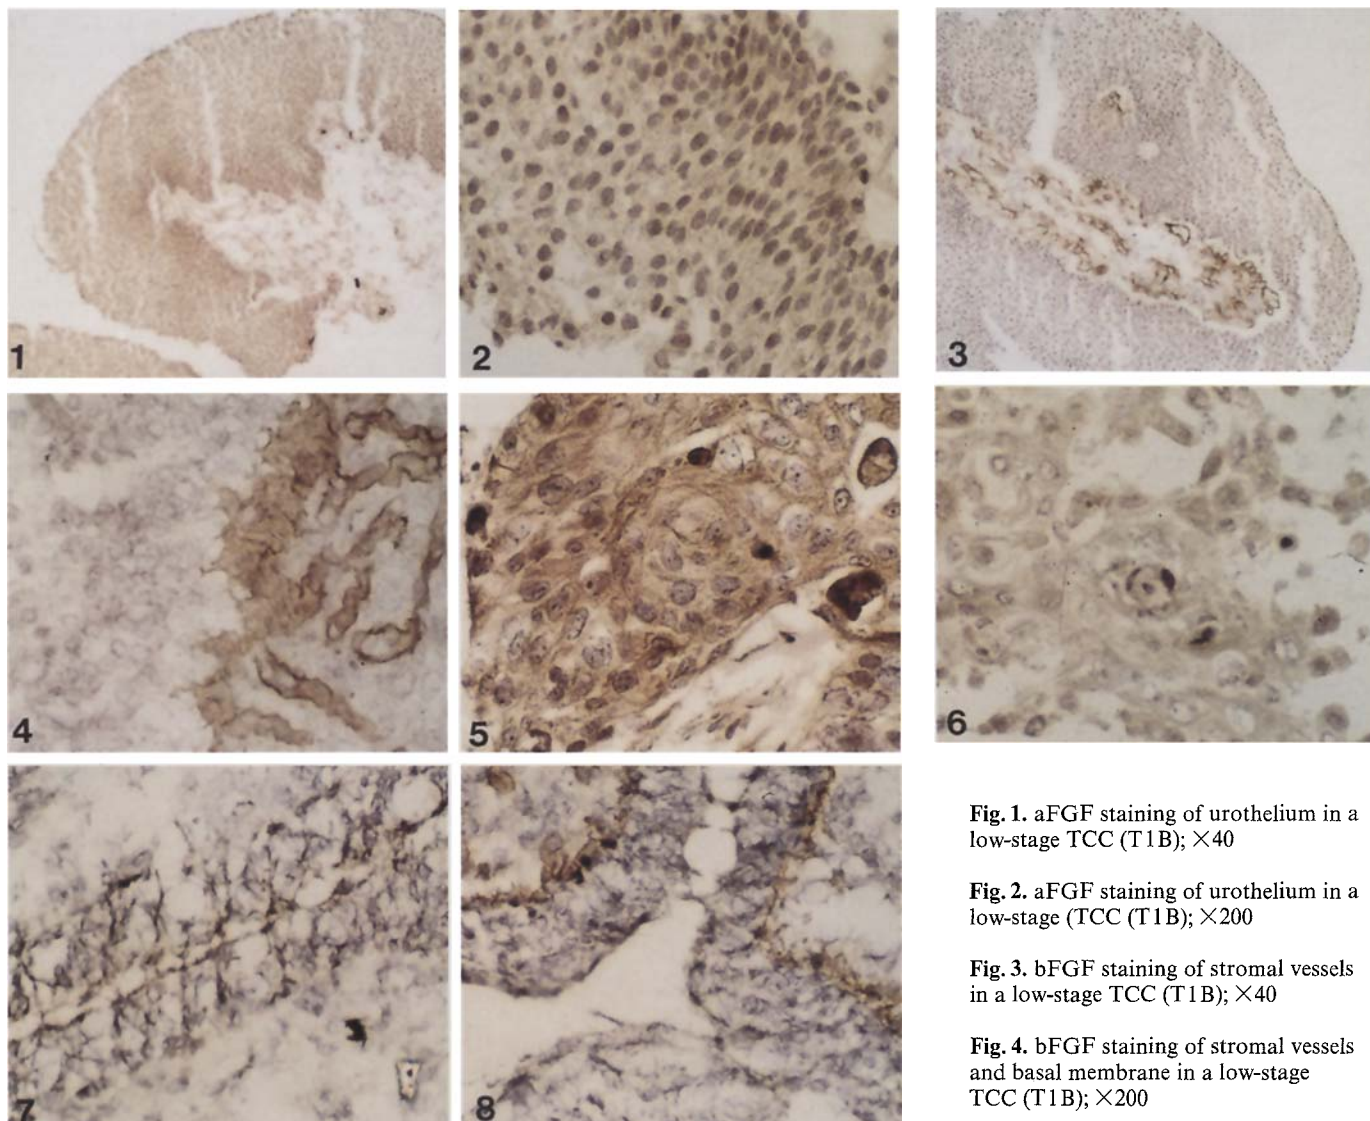 1
2
3
4
5
6
7
8
Fig. 1. aFGF staining of urothelium in a
low-stage TCC (T1B); ×40
Fig. 2. aFGF staining of urothelium in a
low-stage (TCC (T1B); ×200
Fig. 3. bFGF staining of stromal vessels
in a low-stage TCC (T1B); ×40
Fig. 4. bFGF staining of stromal vessels
and basal membrane in a low-stage
TCC (T1B); ×200